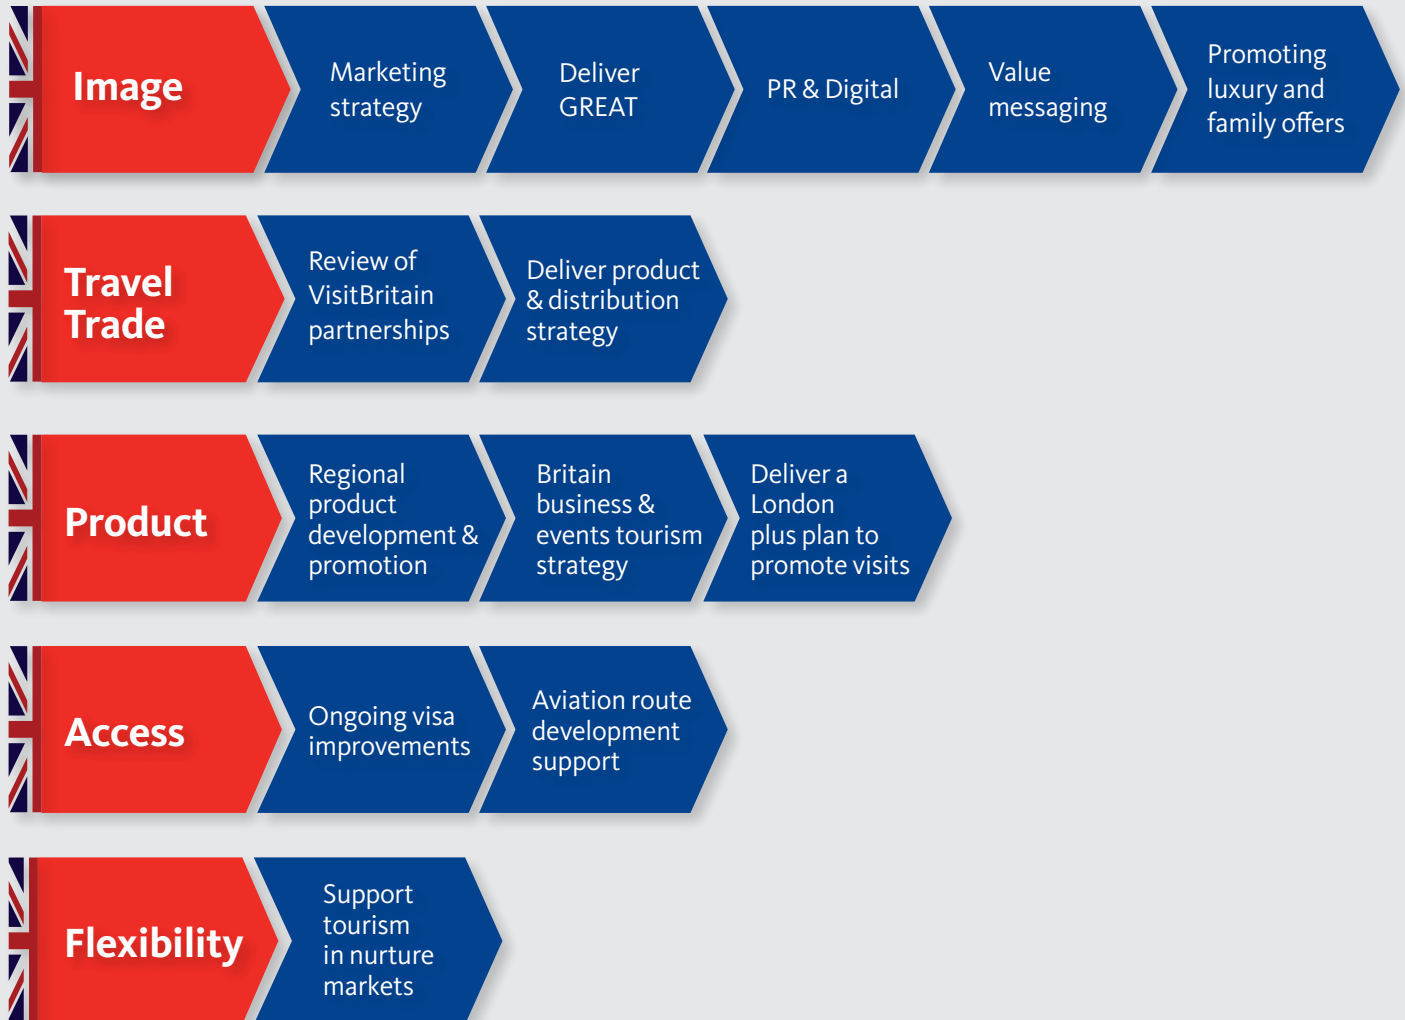 Image
Marketing
strategy
Deliver
GREAT
PR & Digital
Value
messaging
Promoting
luxury and
family offers
Travel
Trade
Review of
VisitBritain
partnerships
Deliver product
& distribution
strategy
Product
Regional
product
development &
promotion
Britain
business &
events tourism
strategy
Deliver a
London
plus plan to
promote visits
Access
Ongoing visa
improvements
Aviation route
development
support
Flexibility
Support
tourism
in nurture
markets